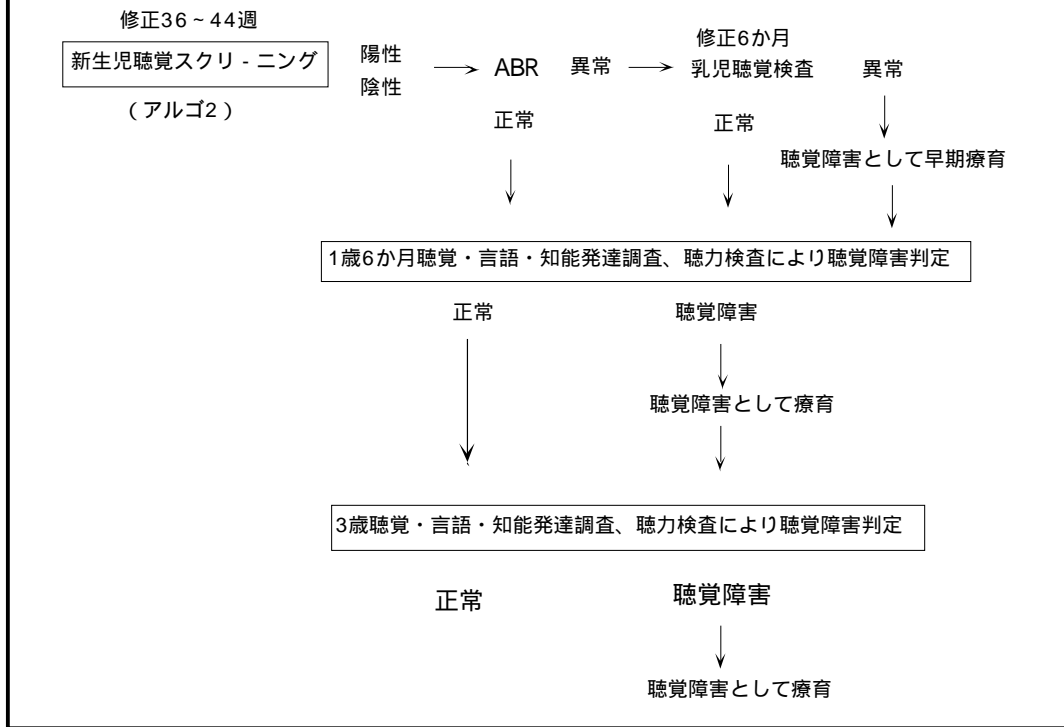 修正36~44週
新生児聴覚スクリ-ニング
(アルゴ2)
陽性
陰性
ABR
異常
正常
修正6か月
乳児聴覚検査
異常
正常
聴覚障害として早期療育
1歳6か月聴覚・言語・知能発達調査、聴力検査により聴覚障害判定
正常
聴覚障害
聴覚障害として療育
3歳聴覚・言語・知能発達調査、聴力検査により聴覚障害判定
正常
聴覚障害
聴覚障害として療育